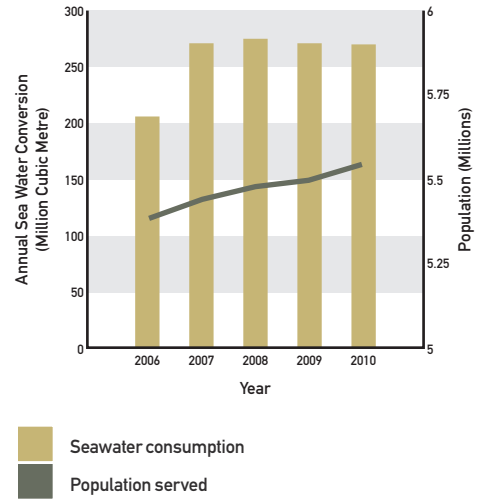 Annual Sea Water Conversion
(Million Cubic Metre)
300
250
200
150
100
50
0
6
5.75
5.5
5.25
5
Population (Millions)
2006 2007 2008 2009 2010
Year
Seawater consumption
Population served